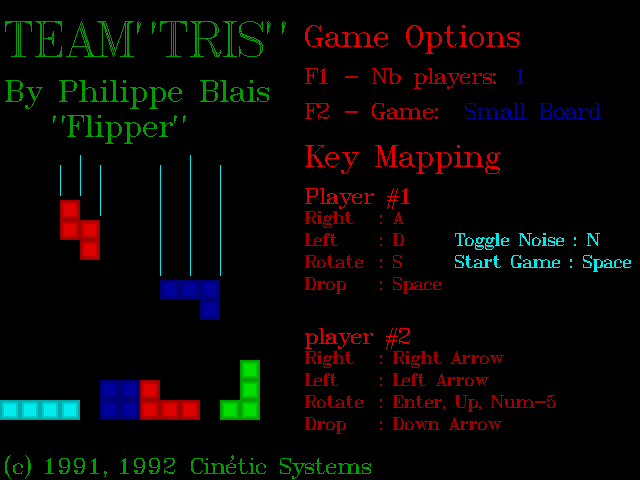 TEAM"TRIS"
By Philippe Blais
"Flipper"
Game Options
F1 - Nb players: 1
F2 - Game: Small Board
Key Mapping
Player #1
Right : A
Left : D
Rotate : S
Drop : Space
Toggle Noise : N
Start Game : Space
player #2
Right : Right Arrow
Left : Left Arrow
Rotate : Enter, Up, Num-5
Drop : Down Arrow
(c) 1991, 1992 Cinétic Systems